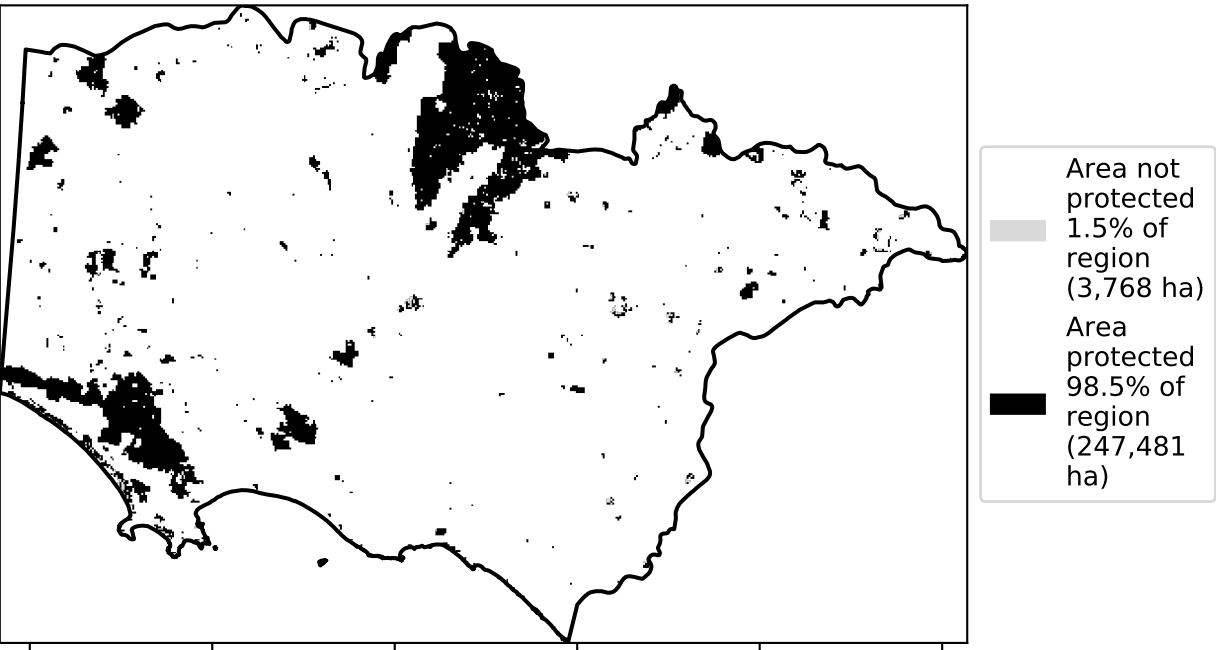 Area not
protected
1.5% of
region
(3,768 ha)
Area
protected
98.5% of
region
(247,481
ha)